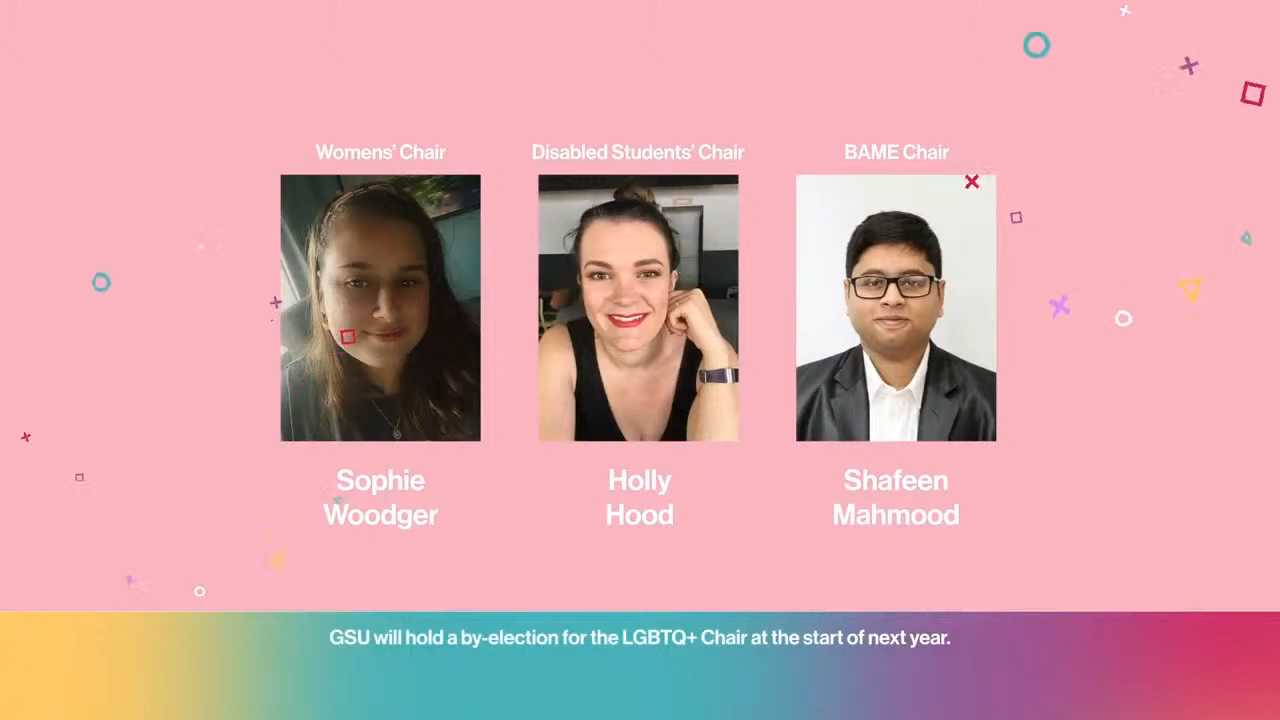 Womens' Chair
Disabled Students' Chair
BAME Chair
Sophie
Woodger
Holly
Hood
Shafeen
Mahmood
GSU will hold a by-election for the LGBTQ+ Chair at the start of next year.